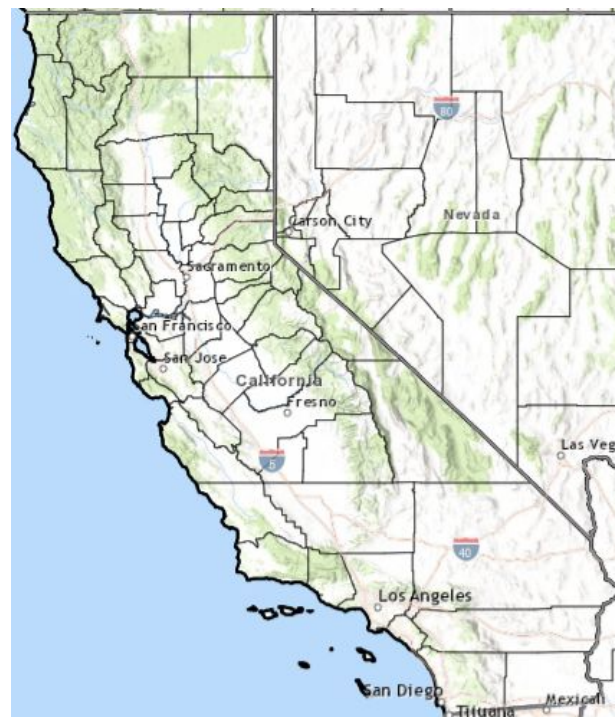 80
Carson City
Nevada
Sacramento
San Francisco
San Jose
California
Fresno
5
Las Veg
40
Los Angeles
San Diego
Tijuana
Mexicali